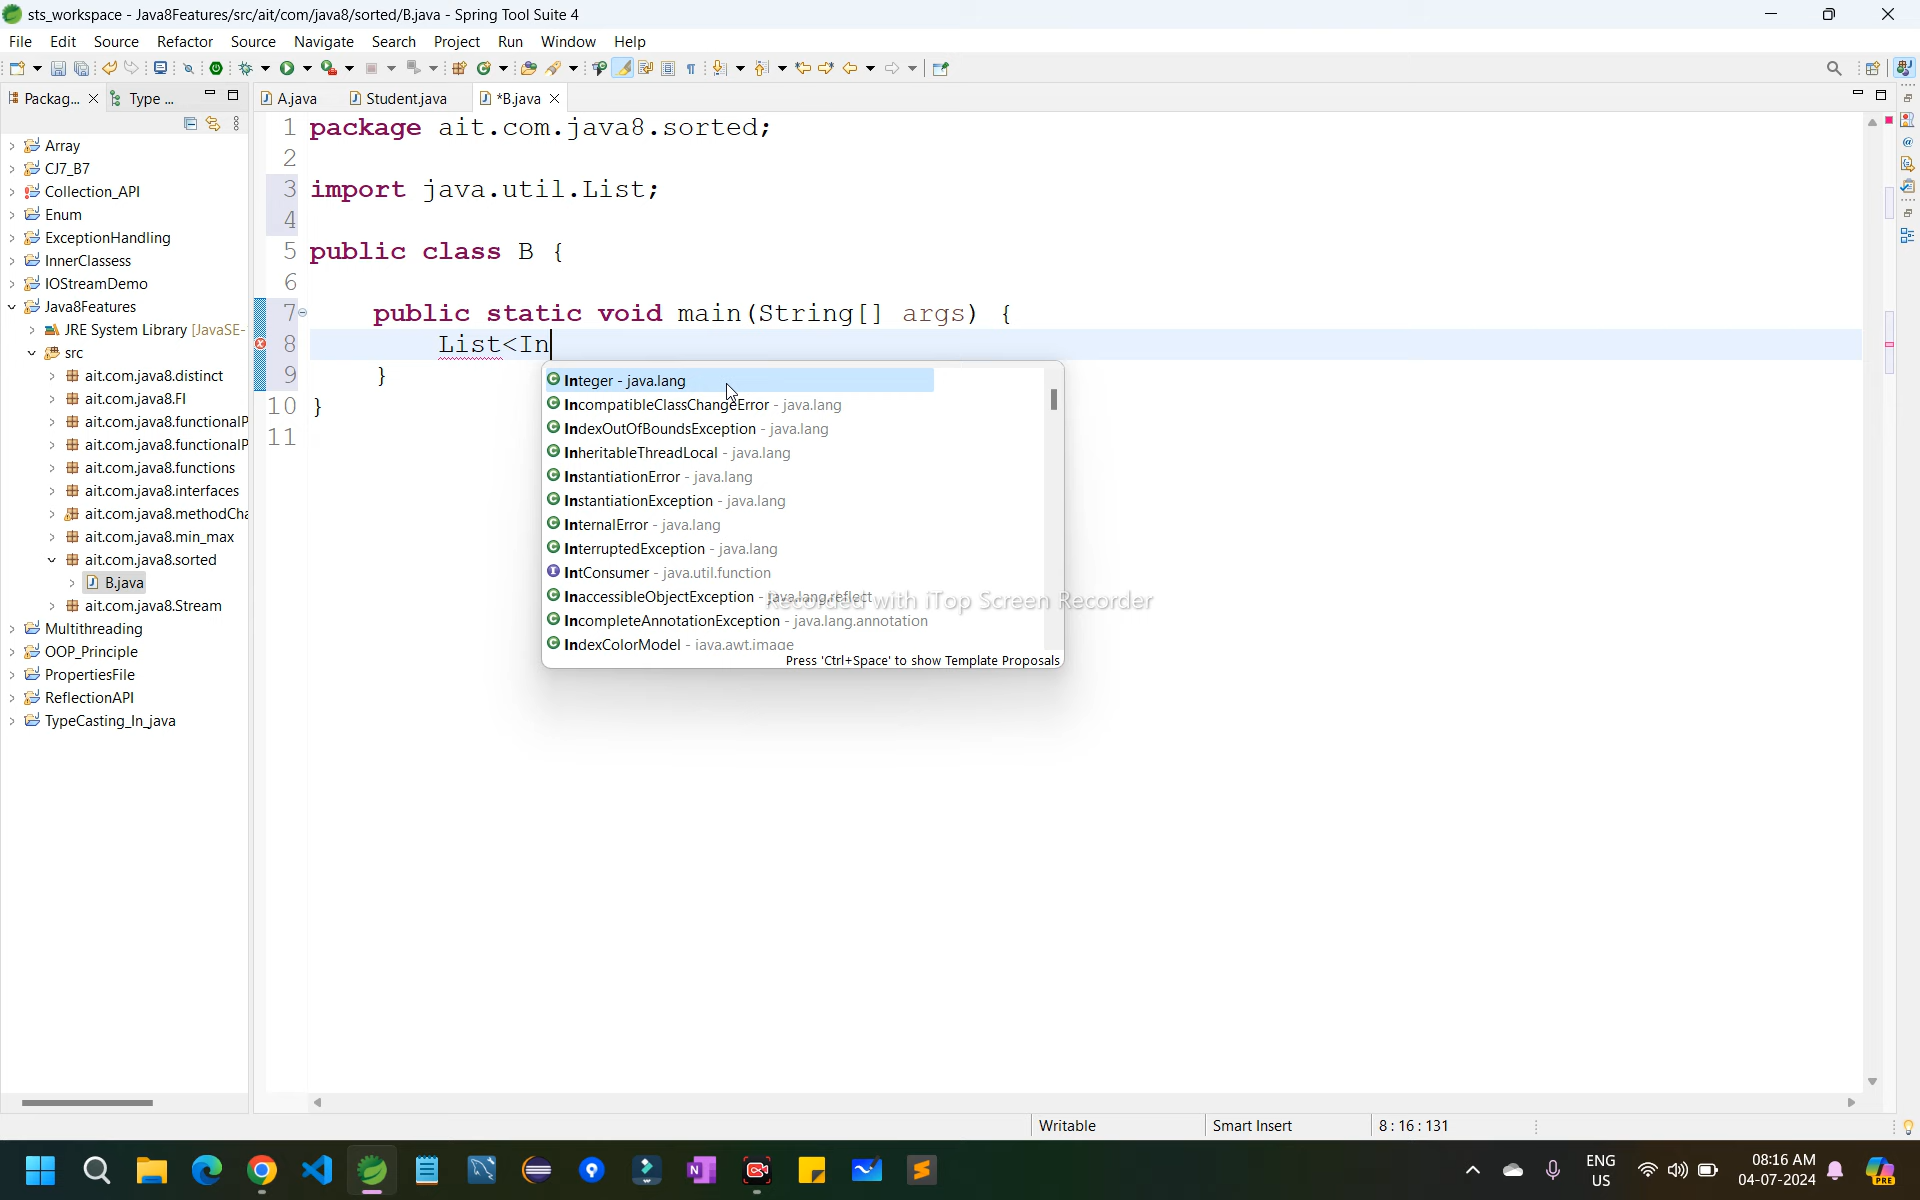 sts_workspace - Java8Features/src/ait/com/java8/sorted/B.java - Spring Tool Suite 4
File Edit Source Refactor Source Navigate Search Project Run Window Help
Packag... Type ... A.java Student.java *B.java
Array
CJ7_B7
Collection_API
Enum
ExceptionHandling
InnerClassess
IOStreamDemo
Java8Features
JRE System Library [JavaSE-
src
ait.com.java8.distinct
ait.com.java8.FI
ait.com.java8.functionalP
ait.com.java8.functionalP
ait.com.java8.functions
ait.com.java8.interfaces
ait.com.java8.methodCha
ait.com.java8.min_max
ait.com.java8.sorted
B.java
ait.com.java8.Stream
Multithreading
OOP_Principle
PropertiesFile
ReflectionAPI
TypeCasting_In_java
1 package ait.com.java8.sorted;
2
3 import java.util.List;
4
5 public class B {
6
7 public static void main(String[] args) {
8 List<In
9 }
10 }
11
Integer - java.lang
IncompatibleClassChangeError - java.lang
IndexOutOfBoundsException - java.lang
InheritableThreadLocal - java.lang
InstantiationError - java.lang
InstantiationException - java.lang
InternalError - java.lang
InterruptedException - java.lang
IntConsumer - java.util.function
InaccessibleObjectException - java.lang.reflect
Recorded with iTop Screen Recorder
IncompleteAnnotationException - java.lang.annotation
IndexColorModel - java.awt.image
Press 'Ctrl+Space' to show Template Proposals
Writable Smart Insert 8 : 16 : 131
ENG
US
08:16 AM
04-07-2024
PRE